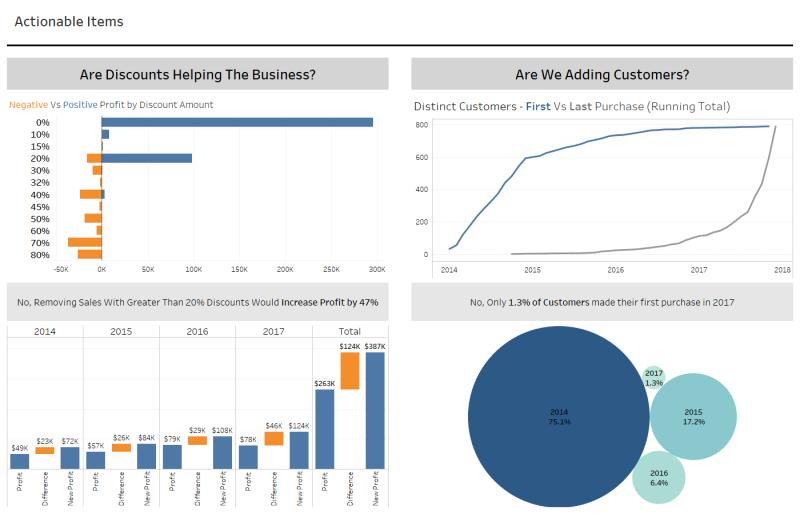 Actionable Items
Are Discounts Helping The Business?
Negative Vs Positive Profit by Discount Amount
0%
10%
15%
20%
30%
32%
40%
45%
50%
60%
70%
80%
-50K 0K 50K 100K 150K 200K 250K 300K
No, Removing Sales With Greater Than 20% Discounts Would Increase Profit by 47%
2014 2015 2016 2017 Total
$49K $23K $72K $57K $26K $84K $79K $29K $108K $78K $46K $124K $263K $124K $387K
Profit Difference New Profit Profit Difference New Profit Profit Difference New Profit Profit Difference New Profit Profit Difference New Profit
Are We Adding Customers?
Distinct Customers - First Vs Last Purchase (Running Total)
800
600
400
200
0
2014 2015 2016 2017 2018
No, Only 1.3% of Customers made their first purchase in 2017
2017
1.3%
2014
75.1%
2015
17.2%
2016
6.4%